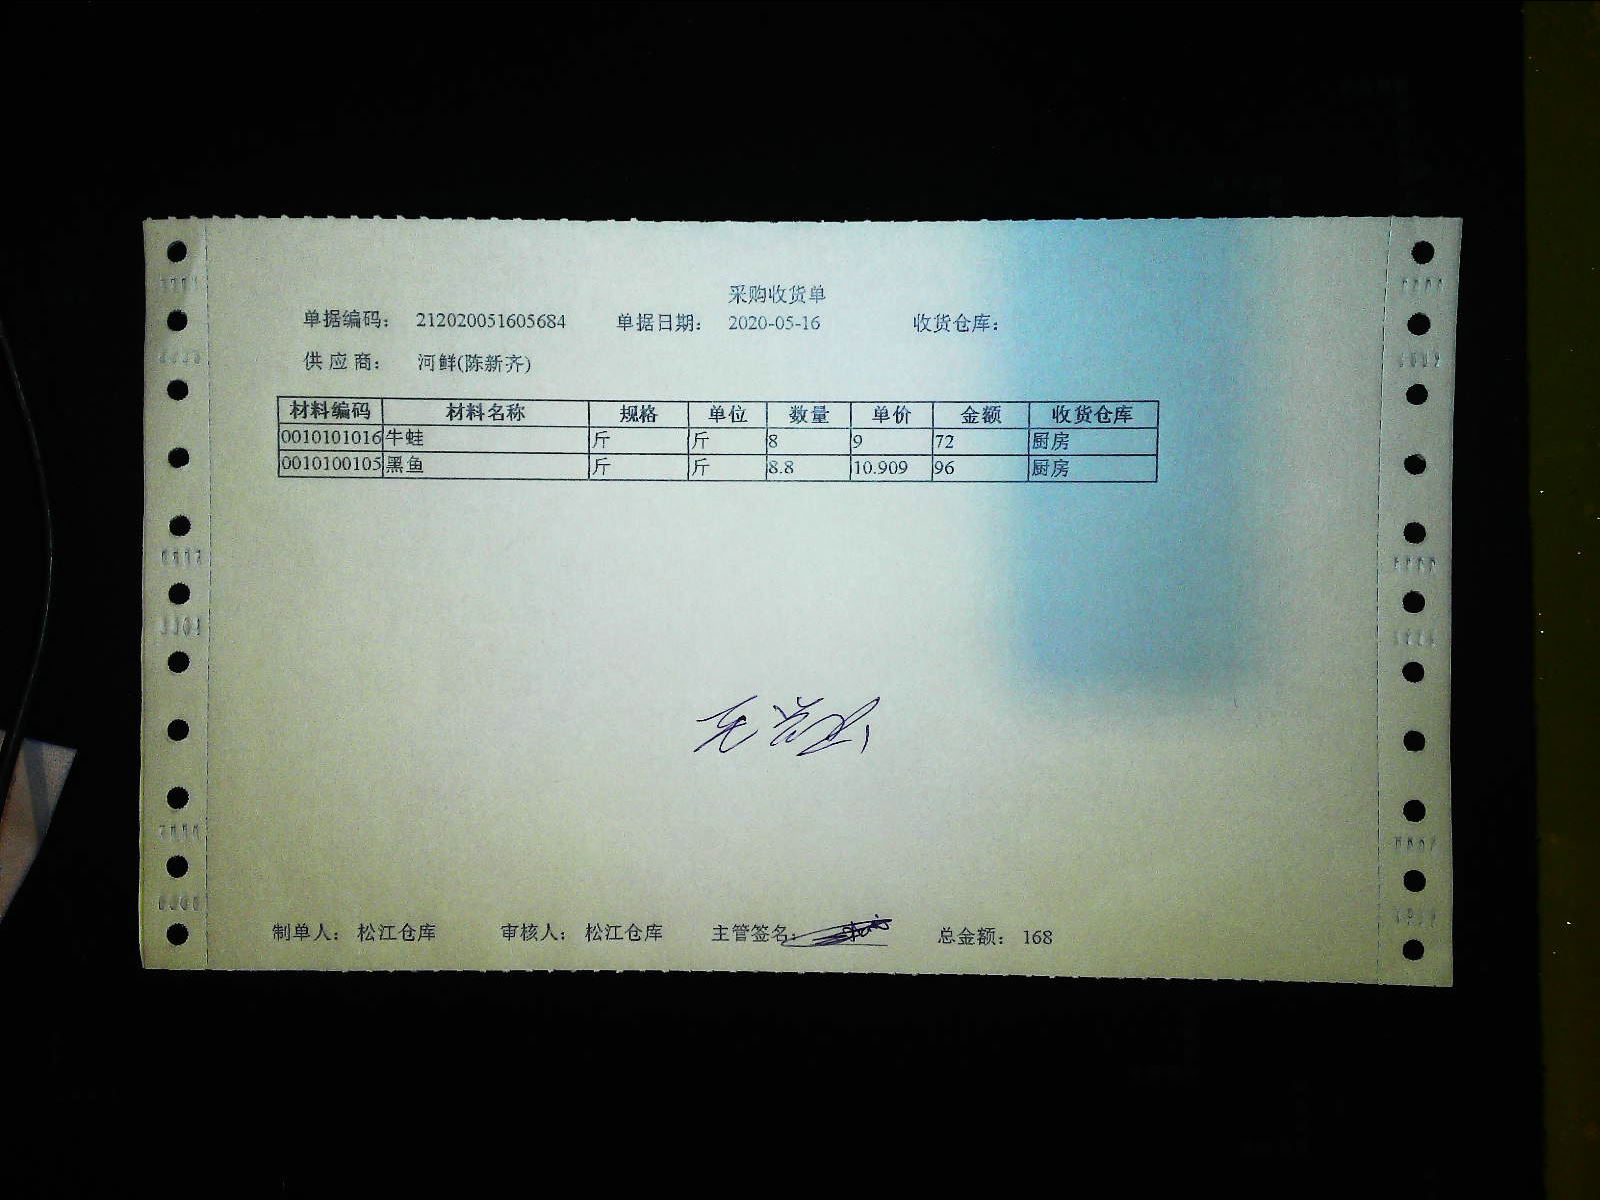 采购收货单
单据编码： 212020051605684 单据日期： 2020-05-16 收货仓库：
供 应 商： 河鲜(陈新齐)
材料编码 材料名称 规格 单位 数量 单价 金额 收货仓库
0010101016 牛蛙 斤 斤 8 9 72 厨房
0010100105 黑鱼 斤 斤 8.8 10.909 96 厨房
制单人： 松江仓库 审核人： 松江仓库 主管签名： 总金额： 168